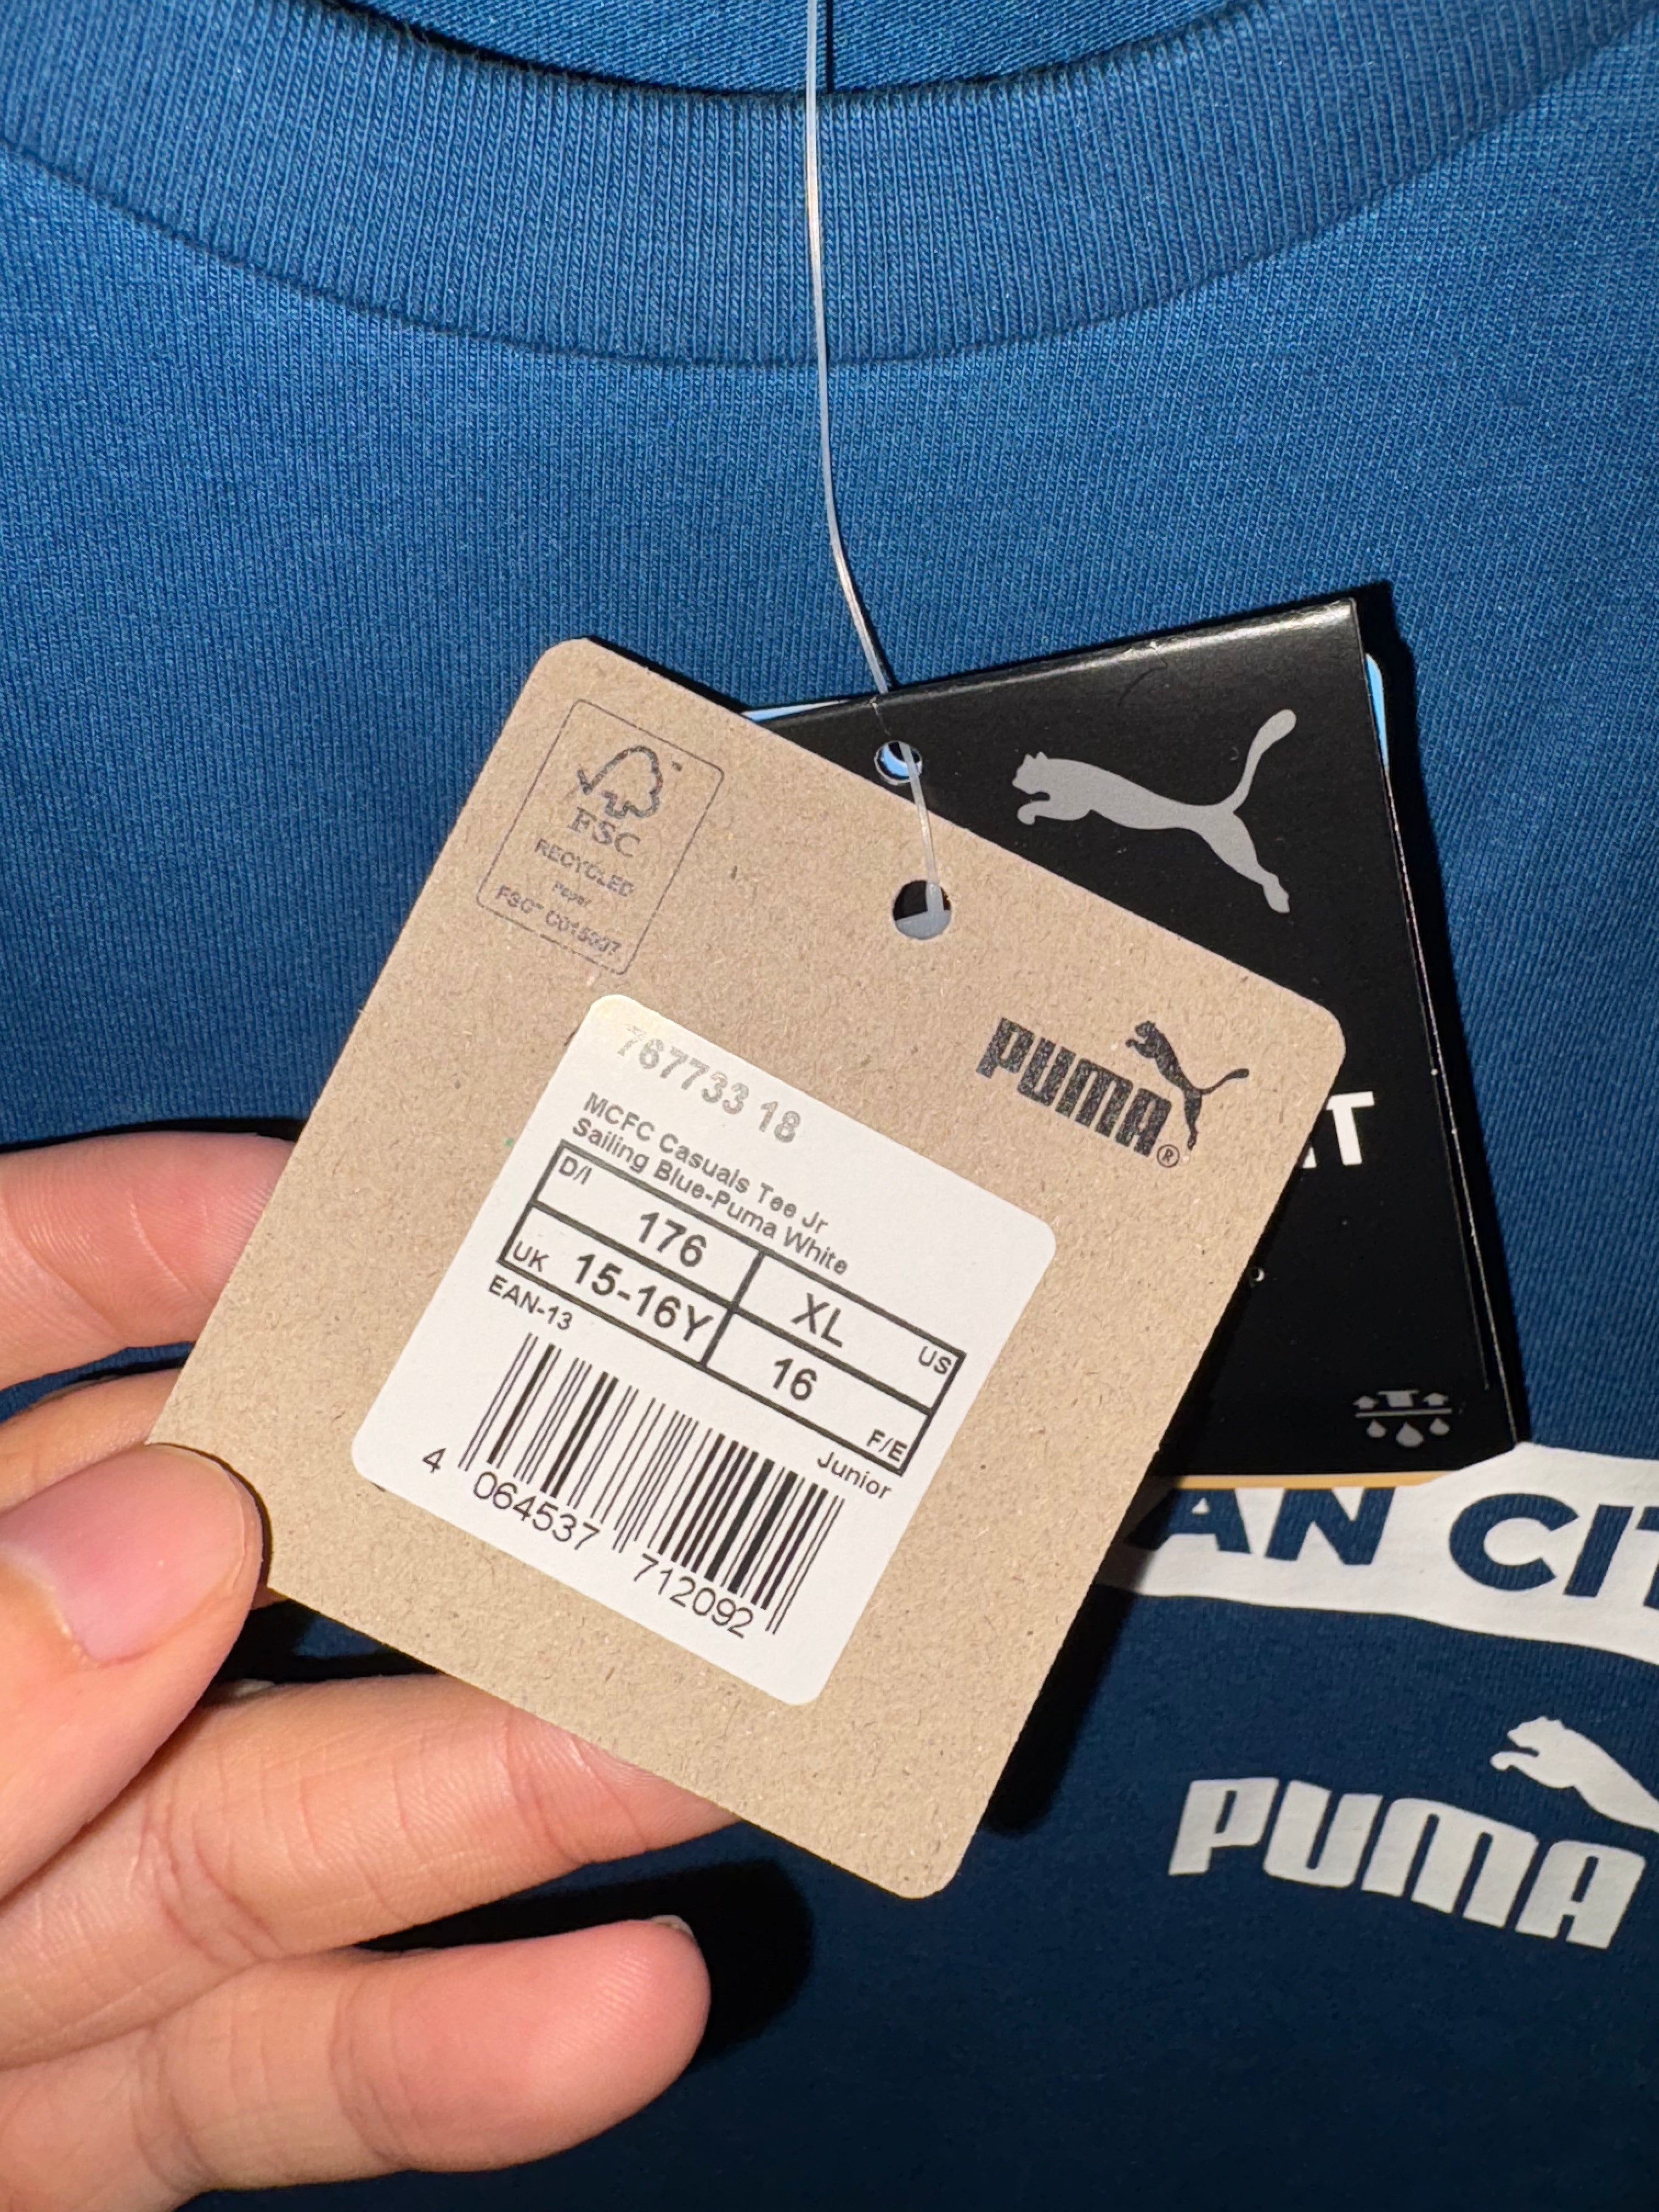 FSC
RECYCLED
Paper
PUMA®
767733 18
MCFC Casuals Tee Jr
Sailing Blue-Puma White
D/I 176 XL US
UK 15-16Y 16 F/E
EAN-13 Junior
4 064537 712092
AN CIT
PUMA